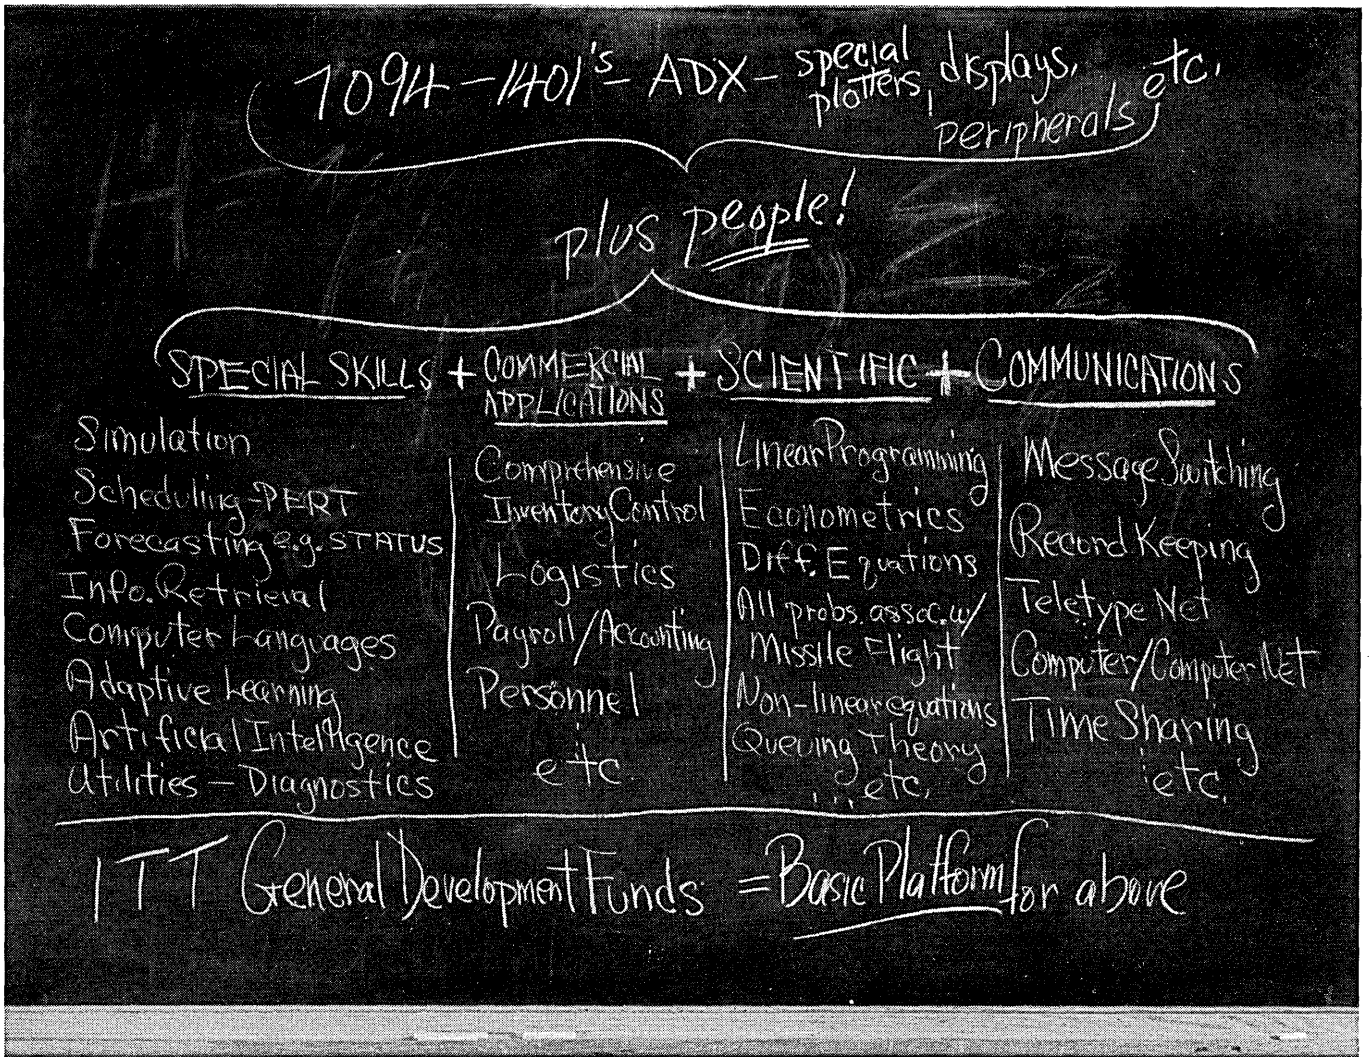 7094 – 1401's – ADX – special plotters, displays, peripherals etc.
plus people!
SPECIAL SKILLS + COMMERCIAL APPLICATIONS + SCIENTIFIC + COMMUNICATIONS
Simulation
Scheduling-PERT
Forecasting e.g. STATUS
Info. Retrieval
Computer Languages
Adaptive Learning
Artificial Intelligence
Utilities – Diagnostics
Comprehensive
Inventory Control
Logistics
Payroll/Accounting
Personnel
etc
Linear Programming
Econometrics
Diff. Equations
All probs. assoc. w/
Missile Flight
Non-linear equations
Queuing Theory
... etc.
Message Switching
Record Keeping
Teletype Net
Computer/Computer Net
Time Sharing
etc.
ITT General Development Funds = Basic Platform for above